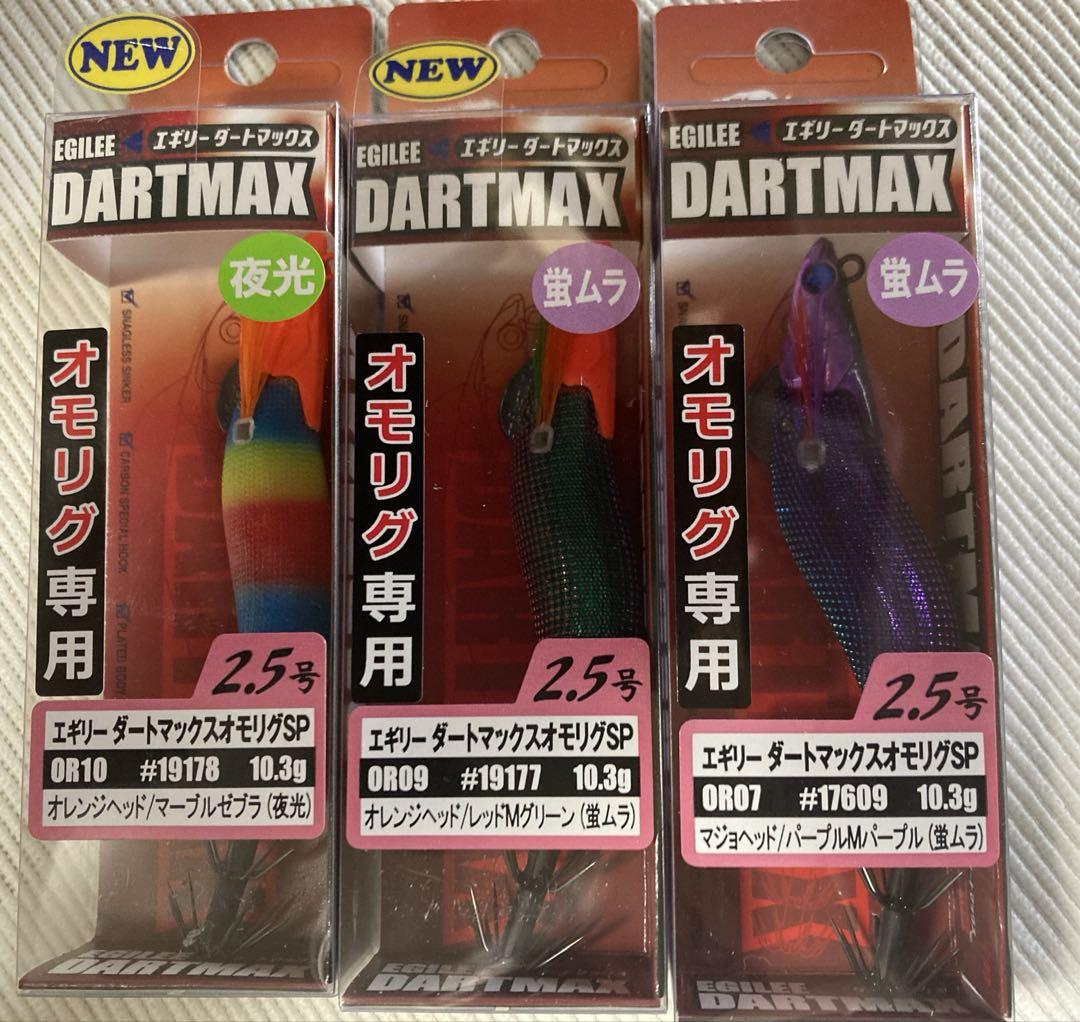 NEW
EGILEE エギリーダートマックス
DARTMAX
夜光
SNAGLESS SINKER
CARBON SPECIAL HOOK
PLATED BODY
オモリグ専用
2.5号
エギリー ダートマックスオモリグSP
OR10 #19178 10.3g
オレンジヘッド/マーブルゼブラ(夜光)
EGILEE
DARTMAX
NEW
EGILEE エギリーダートマックス
DARTMAX
蛍ムラ
オモリグ専用
2.5号
エギリー ダートマックスオモリグSP
OR09 #19177 10.3g
オレンジヘッド/レッドMグリーン(蛍ムラ)
EGILEE
DARTMAX
EGILEE エギリーダートマックス
DARTMAX
蛍ムラ
オモリグ専用
2.5号
エギリー ダートマックスオモリグSP
OR07 #17609 10.3g
マジョヘッド/パープルMパープル(蛍ムラ)
EGILEE
DARTMAX